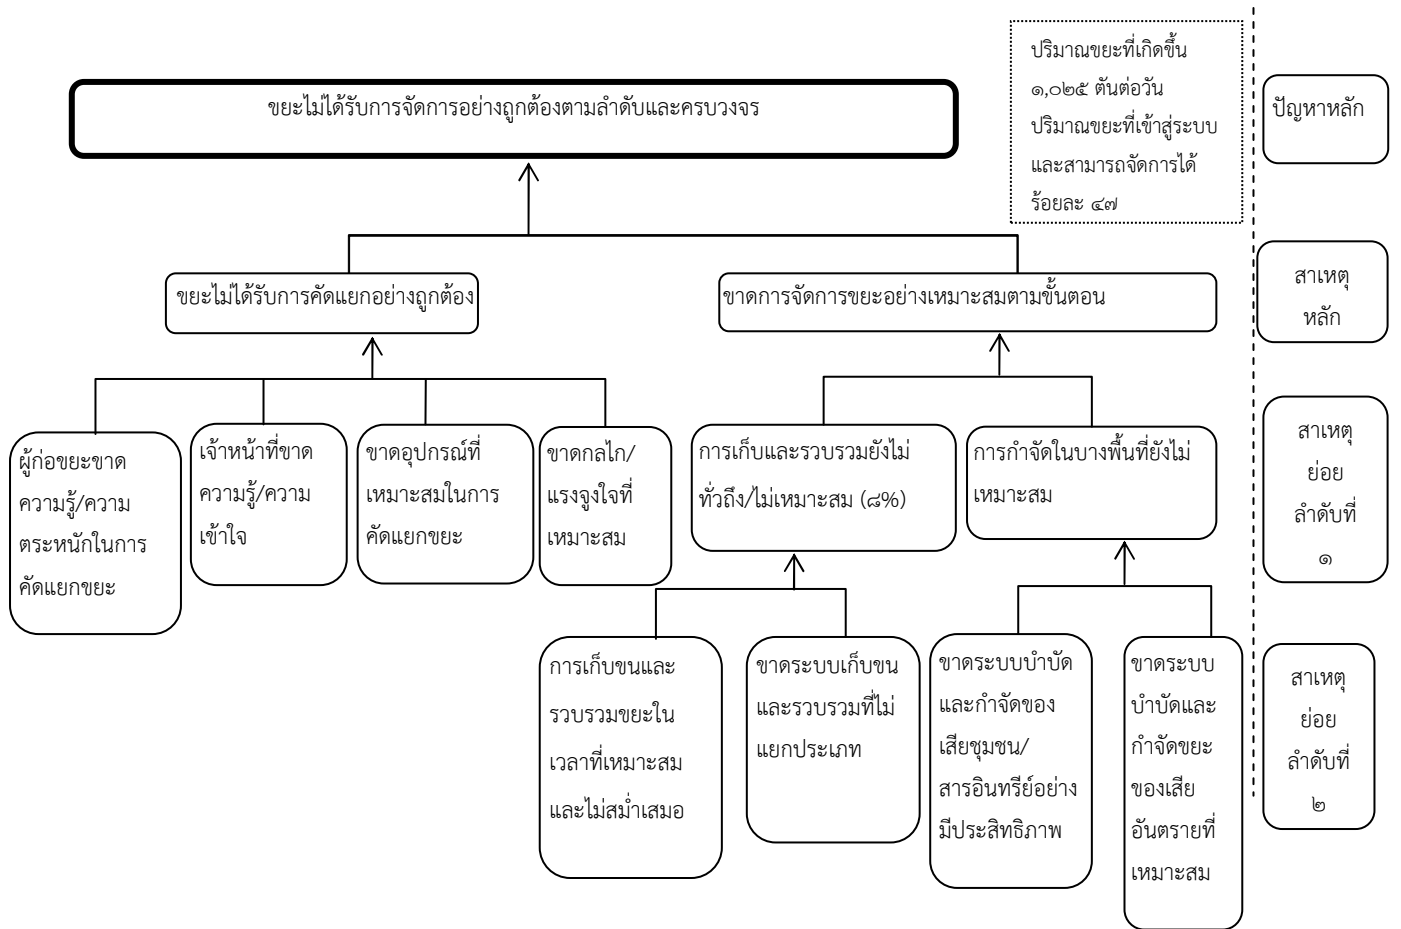 ปริมาณขยะที่เกิดขึ้น
๑,๐๒๕ ตันต่อวัน
ปริมาณขยะที่เข้าสู่ระบบ
และสามารถจัดการได้
ร้อยละ ๔๗
ขยะไม่ได้รับการจัดการอย่างถูกต้องตามลำดับและครบวงจร
ปัญหาหลัก
ขยะไม่ได้รับการคัดแยกอย่างถูกต้อง
ขาดการจัดการขยะอย่างเหมาะสมตามขั้นตอน
สาเหตุ
หลัก
ผู้ก่อขยะขาด
ความรู้/ความ
ตระหนักในการ
คัดแยกขยะ
เจ้าหน้าที่ขาด
ความรู้/ความ
เข้าใจ
ขาดอุปกรณ์ที่
เหมาะสมในการ
คัดแยกขยะ
ขาดกลไก/
แรงจูงใจที่
เหมาะสม
การเก็บและรวบรวมยังไม่
ทั่วถึง/ไม่เหมาะสม (๘%)
การกำจัดในบางพื้นที่ยังไม่
เหมาะสม
สาเหตุ
ย่อย
ลำดับที่
๑
การเก็บขนและ
รวบรวมขยะใน
เวลาที่เหมาะสม
และไม่สม่ำเสมอ
ขาดระบบเก็บขน
และรวบรวมที่ไม่
แยกประเภท
ขาดระบบบำบัด
และกำจัดของ
เสียชุมชน/
สารอินทรีย์อย่าง
มีประสิทธิภาพ
ขาดระบบ
บำบัดและ
กำจัดขยะ
ของเสีย
อันตรายที่
เหมาะสม
สาเหตุ
ย่อย
ลำดับที่
๒